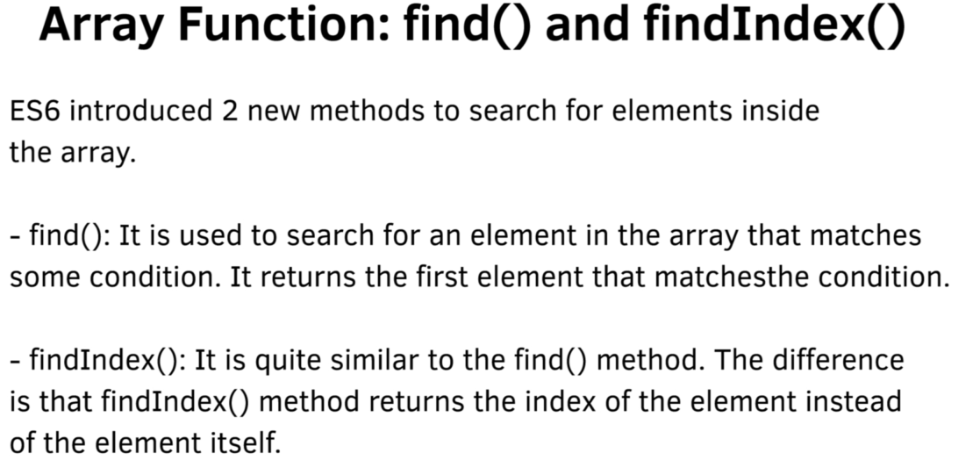 Array Function: find() and findIndex()
ES6 introduced 2 new methods to search for elements inside
the array.
- find(): It is used to search for an element in the array that matches
some condition. It returns the first element that matchesthe condition.
- findIndex(): It is quite similar to the find() method. The difference
is that findIndex() method returns the index of the element instead
of the element itself.